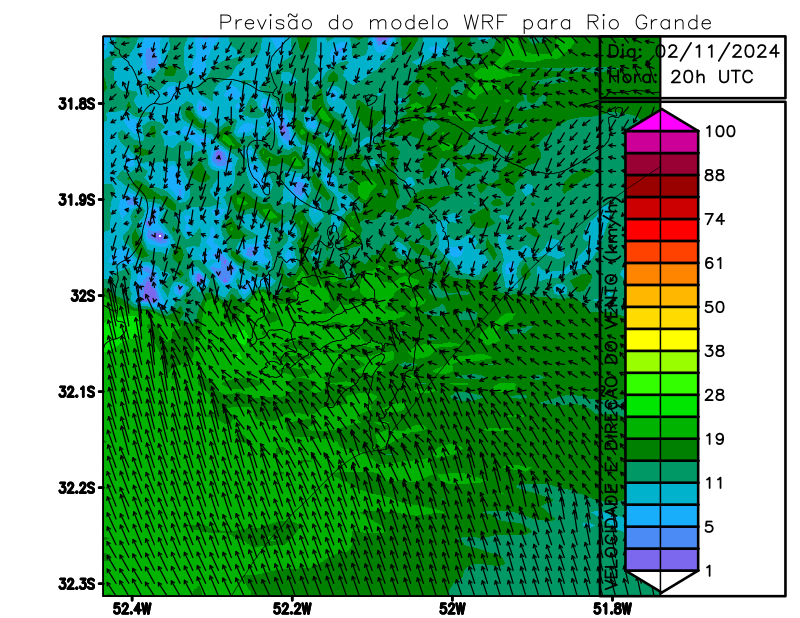 Previsão do modelo WRF para Rio Grande
Dia: 02/11/2024
Hora: 20h UTC
31.8S
31.9S
32S
32.1S
32.2S
32.3S
52.4W
52.2W
52W
51.8W
VELOCIDADE E DIREÇÃO DO VENTO (km/h)
100
88
74
61
50
38
28
19
11
5
1